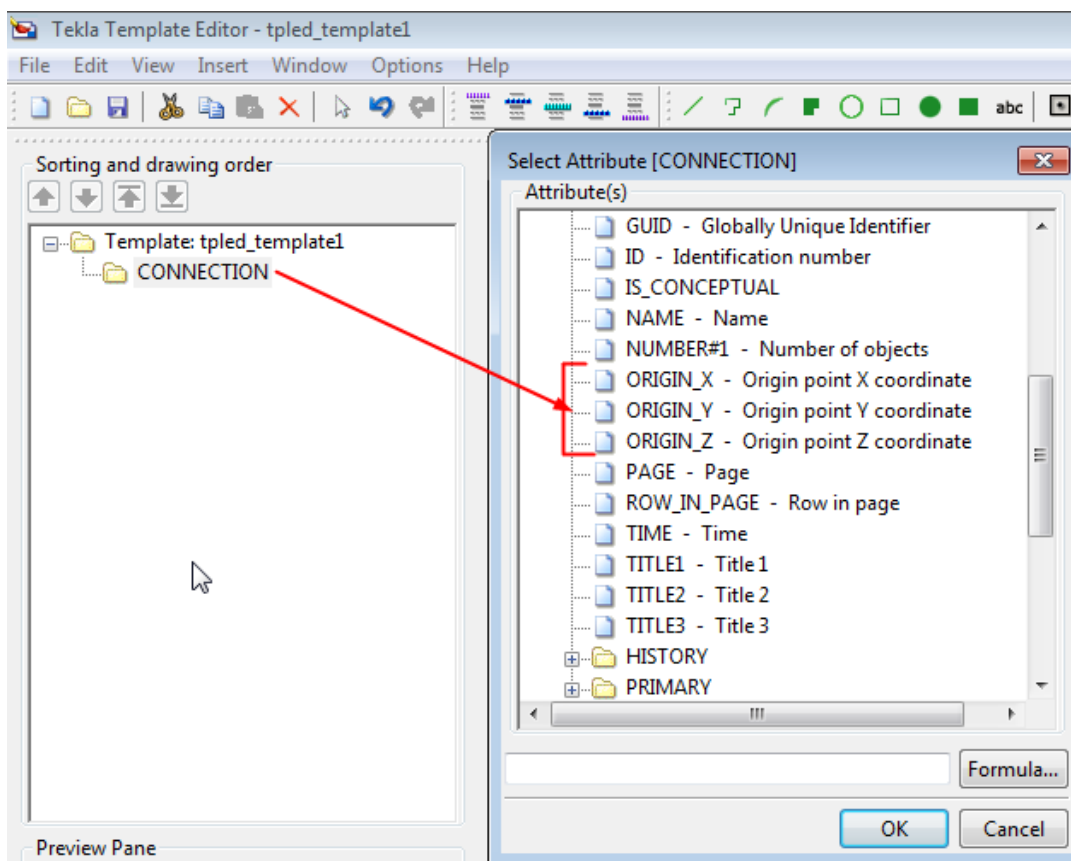 Tekla Template Editor - tpled_template1
File Edit View Insert Window Options Help
abc
Sorting and drawing order
Template: tpled_template1
CONNECTION
Select Attribute [CONNECTION]
Attribute(s)
GUID - Globally Unique Identifier
ID - Identification number
IS_CONCEPTUAL
NAME - Name
NUMBER#1 - Number of objects
ORIGIN_X - Origin point X coordinate
ORIGIN_Y - Origin point Y coordinate
ORIGIN_Z - Origin point Z coordinate
PAGE - Page
ROW_IN_PAGE - Row in page
TIME - Time
TITLE1 - Title 1
TITLE2 - Title 2
TITLE3 - Title 3
HISTORY
PRIMARY
Formula...
OK Cancel
Preview Pane